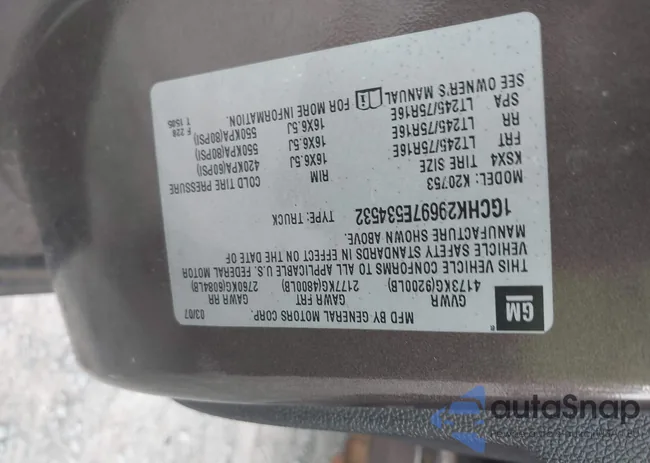 GM
MFD BY GENERAL MOTORS CORP.
03/07
GVWR GAWR FRT GAWR RR
4173KG(9200LB) 2177KG(4800LB) 2760KG(6084LB)
THIS VEHICLE CONFORMS TO ALL APPLICABLE U.S. FEDERAL MOTOR
VEHICLE SAFETY STANDARDS IN EFFECT ON THE DATE OF
MANUFACTURE SHOWN ABOVE.
1GCHK29697E534532 TYPE: TRUCK
MODEL: K20753
KSX4 TIRE SIZE RIM COLD TIRE PRESSURE
FRT LT245/75R16E 16X6.5J 420KPA(60PSI)
RR LT245/75R16E 16X6.5J 550KPA(80PSI)
SPA LT245/75R16E 16X6.5J 550KPA(80PSI)
SEE OWNER'S MANUAL FOR MORE INFORMATION.
F 228
T 1505
autoSnap